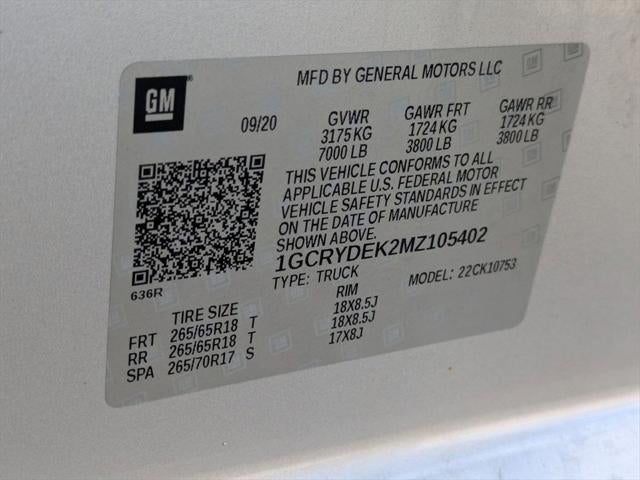 MFD BY GENERAL MOTORS LLC
GM
09/20 GVWR GAWR FRT GAWR RR
3175 KG 1724 KG 1724 KG
7000 LB 3800 LB 3800 LB
THIS VEHICLE CONFORMS TO ALL
APPLICABLE U.S. FEDERAL MOTOR
VEHICLE SAFETY STANDARDS IN EFFECT
ON THE DATE OF MANUFACTURE
SHOWN ABOVE.
1GCRYDEK2MZ105402
TYPE: TRUCK MODEL: 22CK10753
636R
TIRE SIZE RIM
FRT 265/65R18 T 18X8.5J
RR 265/65R18 T 18X8.5J
SPA 265/70R17 S 17X8J